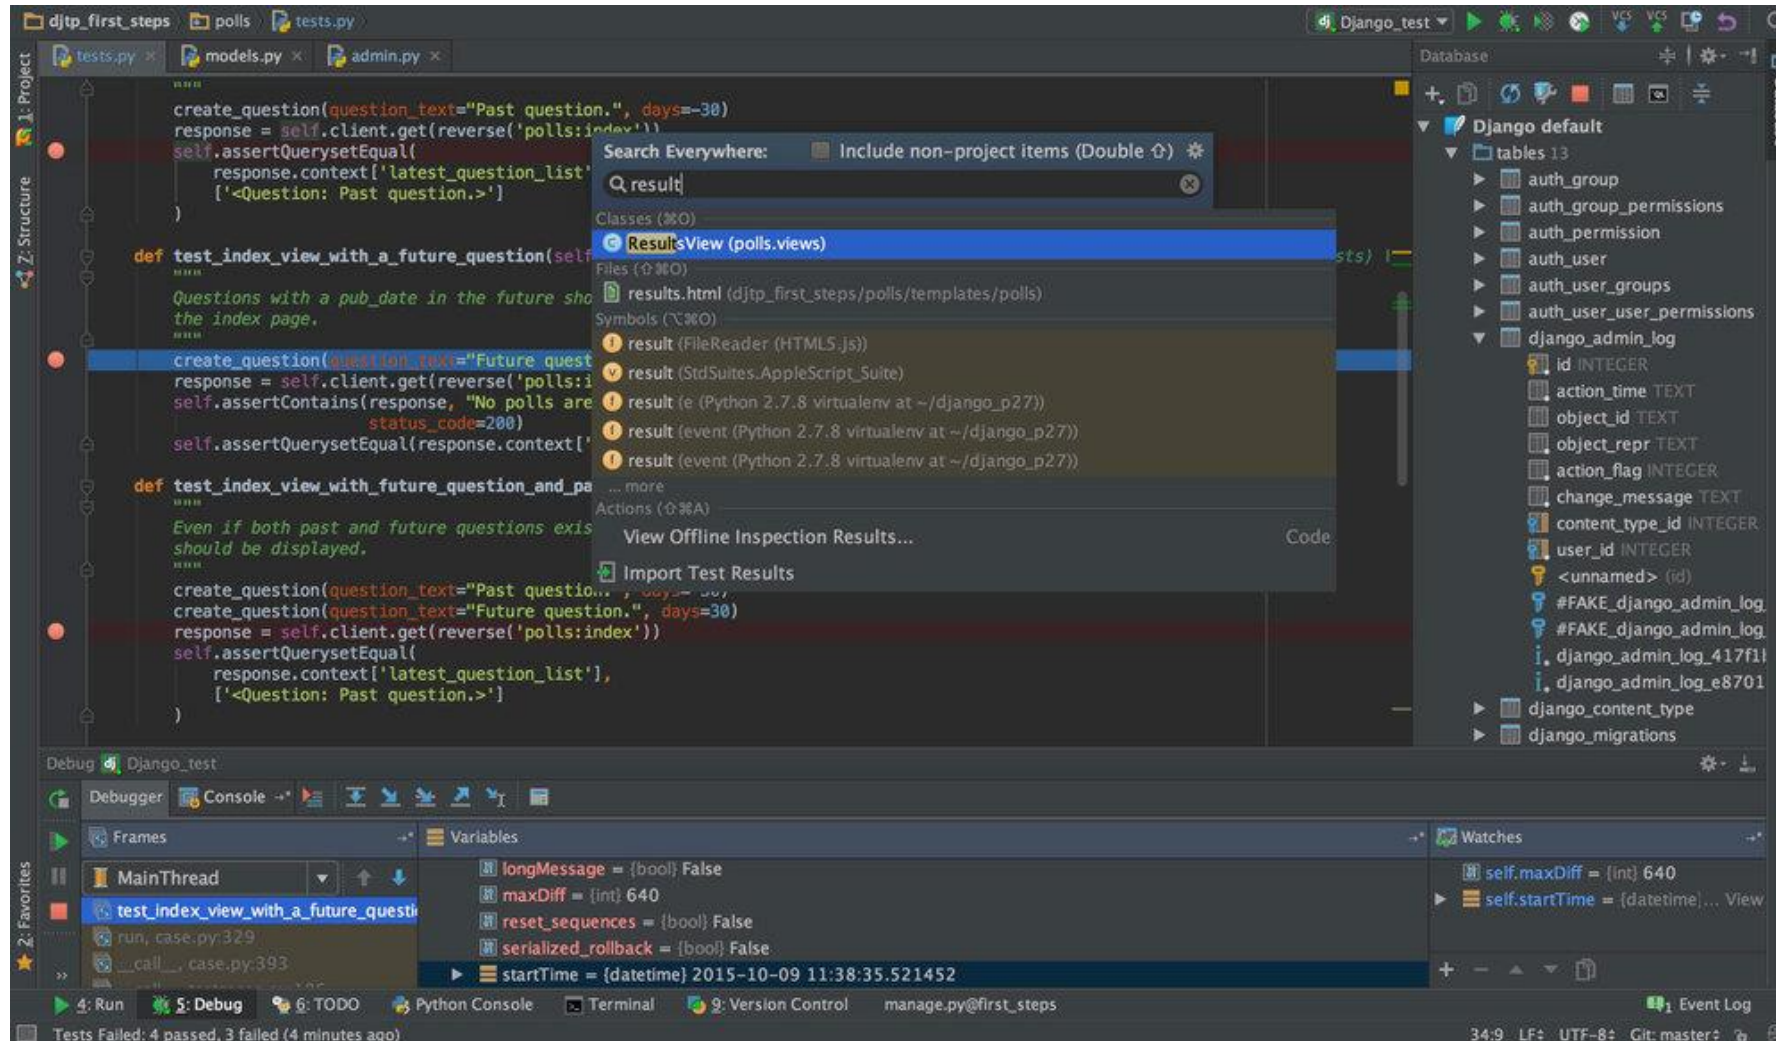 djtp_first_steps polls tests.py
Django_test
VCS VCS
tests.py models.py admin.py
1: Project
Z: Structure
2: Favorites
"""
create_question(question_text="Past question.", days=-30)
response = self.client.get(reverse('polls:index'))
self.assertQuerysetEqual(
response.context['latest_question_list'
['<Question: Past question.>']
)
def test_index_view_with_a_future_question(self
"""
Questions with a pub_date in the future sho
the index page.
"""
create_question(question_text="Future quest
response = self.client.get(reverse('polls:i
self.assertContains(response, "No polls are
status_code=200)
self.assertQuerysetEqual(response.context['
def test_index_view_with_future_question_and_pa
"""
Even if both past and future questions exis
should be displayed.
"""
create_question(question_text="Past question.", days=-30)
create_question(question_text="Future question.", days=30)
response = self.client.get(reverse('polls:index'))
self.assertQuerysetEqual(
response.context['latest_question_list'],
['<Question: Past question.>']
)
Search Everywhere: Include non-project items (Double ⇧)
result
Classes (⌘O)
ResultsView (polls.views)
Files (⇧⌘O)
results.html (djtp_first_steps/polls/templates/polls)
Symbols (⌥⌘O)
result (FileReader (HTML5.js))
result (StdSuites.AppleScript_Suite)
result (e (Python 2.7.8 virtualenv at ~/django_p27))
result (event (Python 2.7.8 virtualenv at ~/django_p27))
result (event (Python 2.7.8 virtualenv at ~/django_p27))
... more
Actions (⇧⌘A)
View Offline Inspection Results... Code
Import Test Results
Database
Django default
tables 13
auth_group
auth_group_permissions
auth_permission
auth_user
auth_user_groups
auth_user_user_permissions
django_admin_log
id INTEGER
action_time TEXT
object_id TEXT
object_repr TEXT
action_flag INTEGER
change_message TEXT
content_type_id INTEGER
user_id INTEGER
<unnamed> (id)
#FAKE_django_admin_log_
#FAKE_django_admin_log_
django_admin_log_417f1b
django_admin_log_e8701
django_content_type
django_migrations
Debug Django_test
Debugger Console
Frames
MainThread
test_index_view_with_a_future_questi
run, case.py:329
__call__, case.py:393
Variables
longMessage = {bool} False
maxDiff = {int} 640
reset_sequences = {bool} False
serialized_rollback = {bool} False
startTime = {datetime} 2015-10-09 11:38:35.521452
Watches
self.maxDiff = {int} 640
self.startTime = {datetime}... View
4: Run 5: Debug 6: TODO Python Console Terminal 9: Version Control manage.py@first_steps 1 Event Log
Tests Failed: 4 passed, 3 failed (4 minutes ago) 34:9 LF UTF-8 Git: master